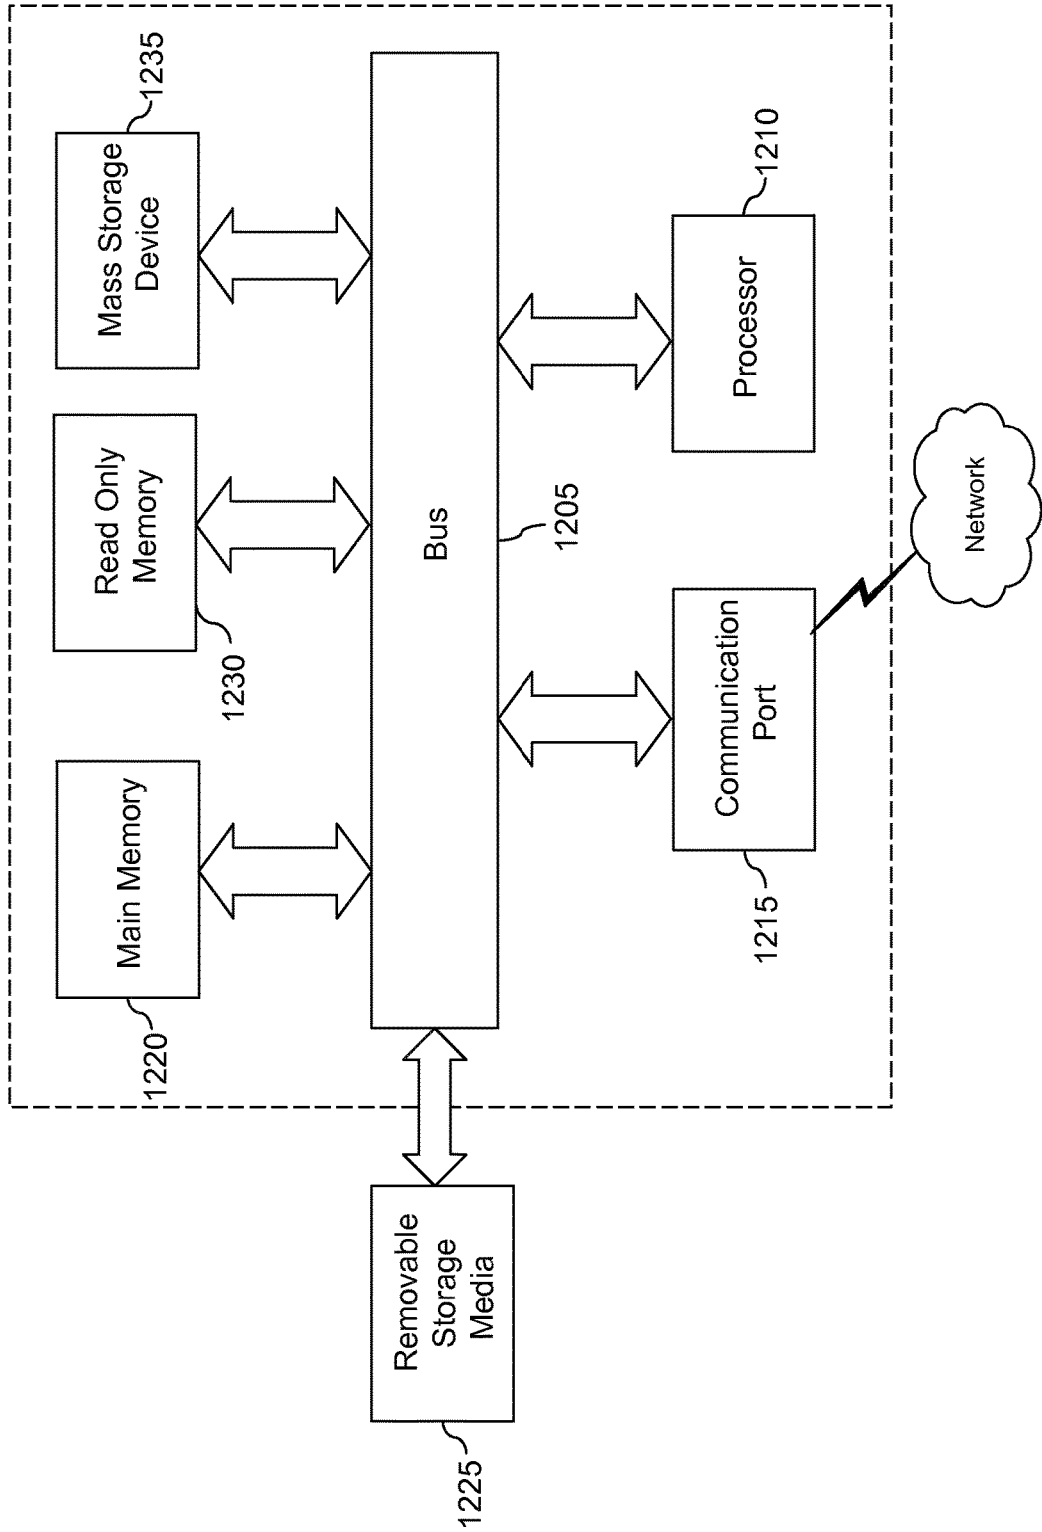 1220
Main Memory
1230
Read Only
Memory
1235
Mass Storage
Device
1225
Removable
Storage
Media
Bus
1205
1215
Communication
Port
1210
Processor
Network